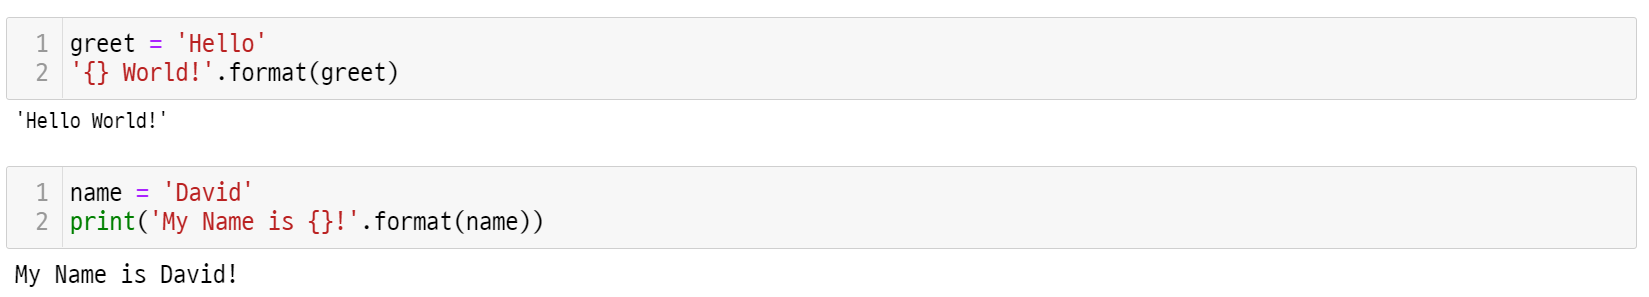 1 greet = 'Hello'
2 '{} World!'.format(greet)
'Hello World!'
1 name = 'David'
2 print('My Name is {}!'.format(name))
My Name is David!